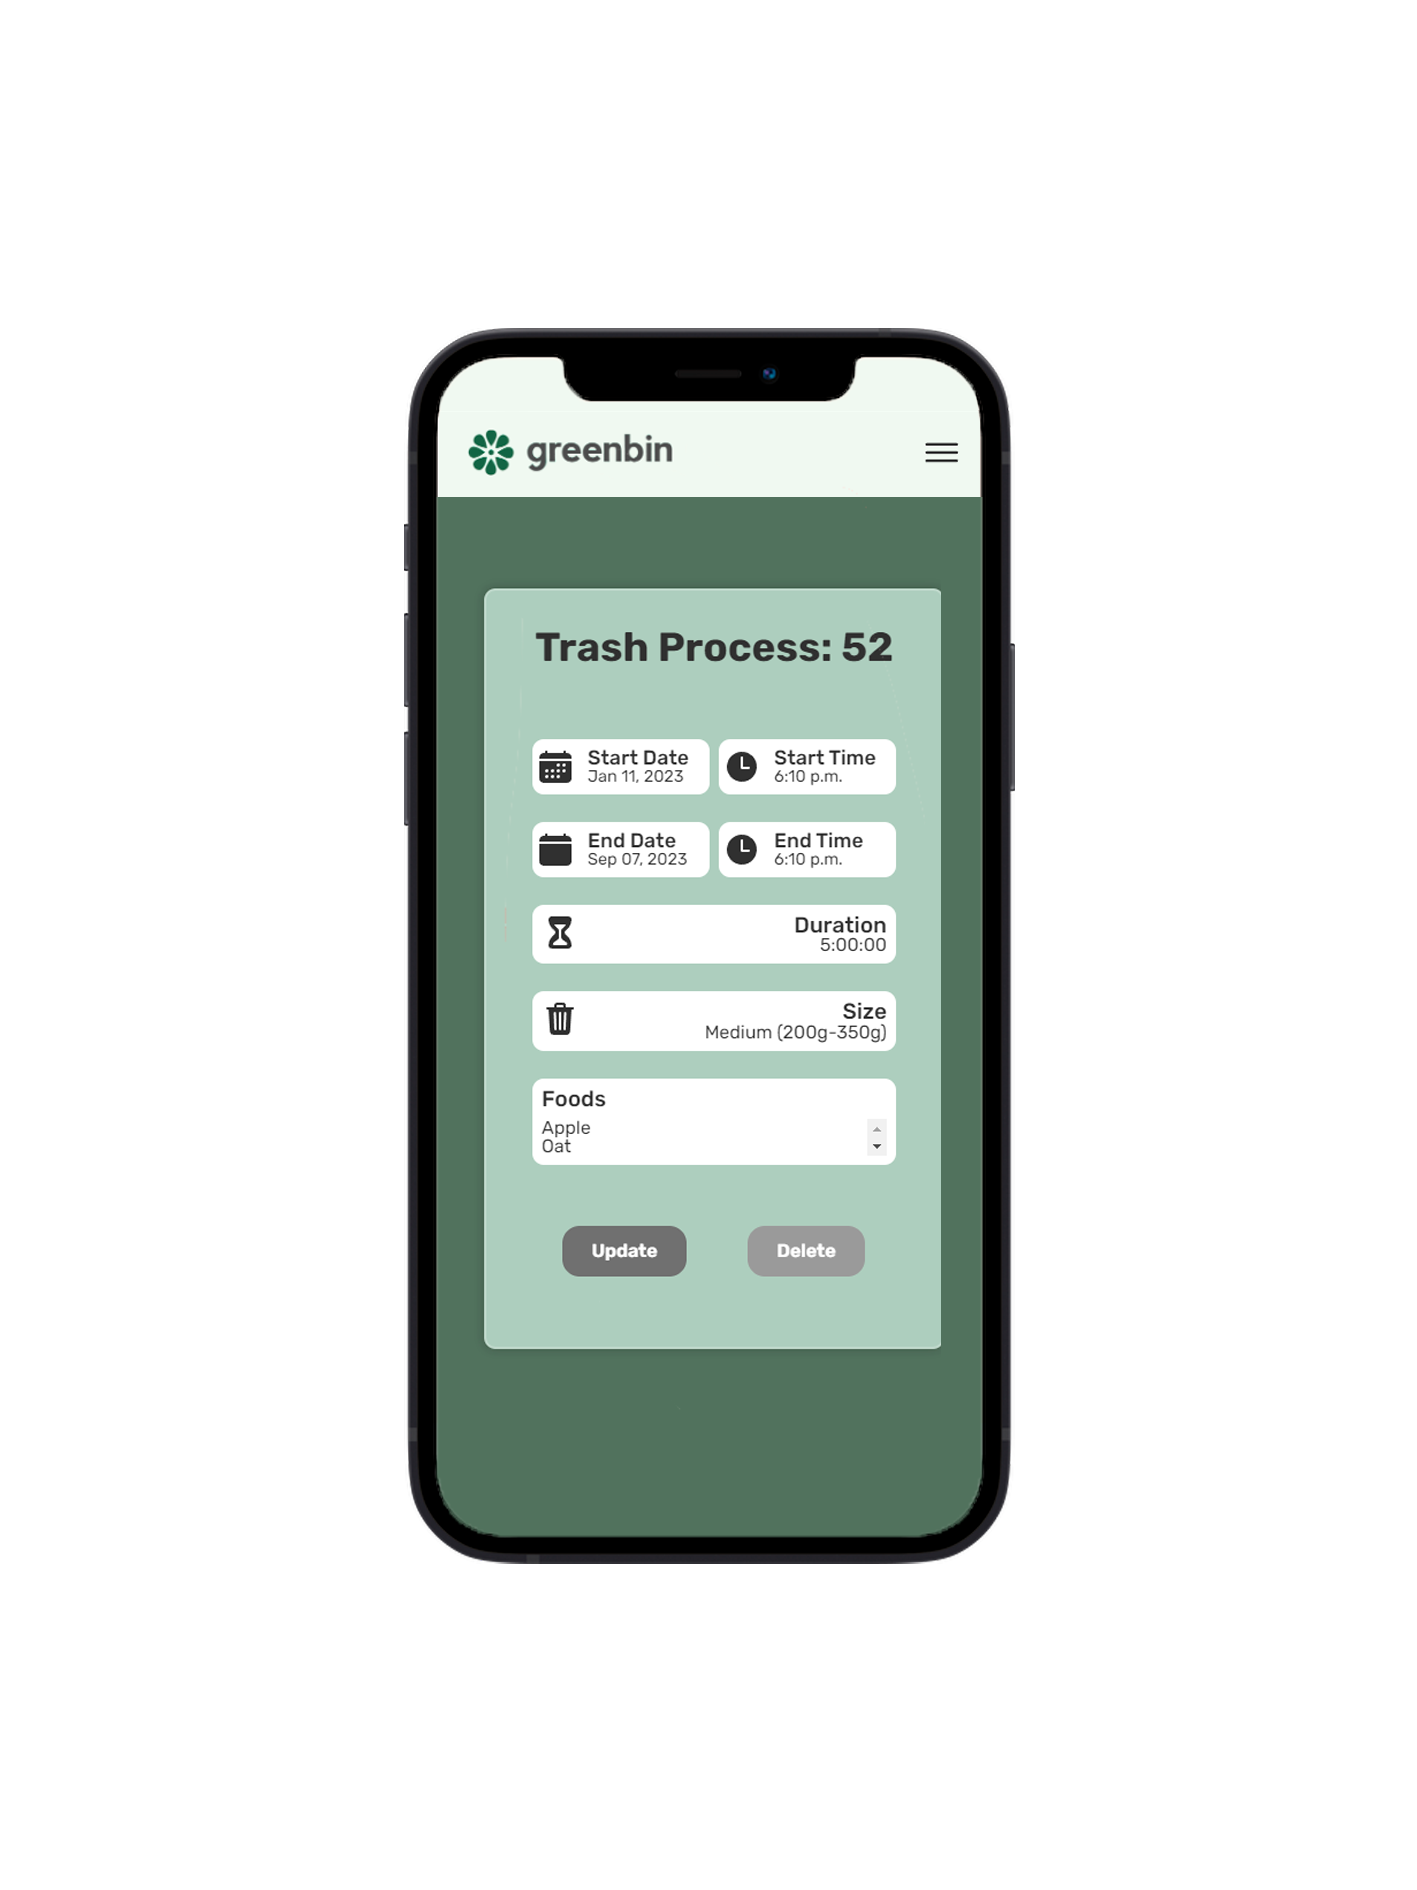 greenbin
Trash Process: 52
Start Date
Jan 11, 2023
Start Time
6:10 p.m.
End Date
Sep 07, 2023
End Time
6:10 p.m.
Duration
5:00:00
Size
Medium (200g-350g)
Foods
Apple
Oat
Update
Delete